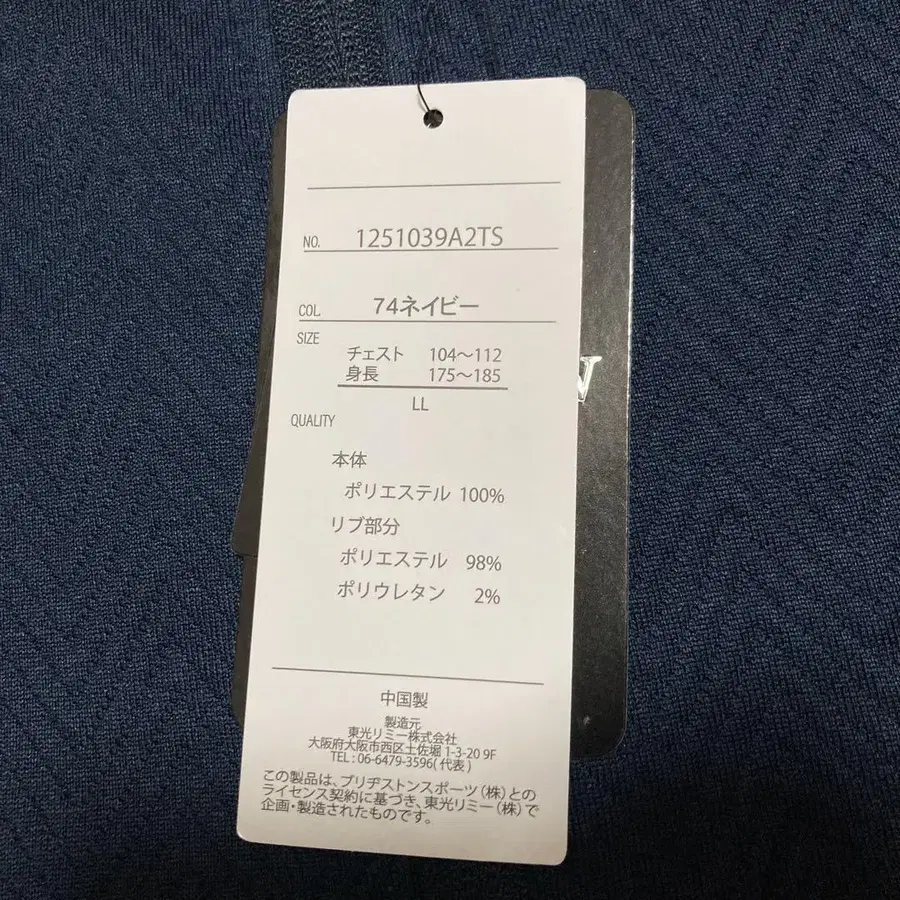 NO. 1251039A2TS
COL. 74ネイビー
SIZE
チェスト 104～112
身長 175～185
LL
QUALITY
本体
ポリエステル 100%
リブ部分
ポリエステル 98%
ポリウレタン 2%
中国製
製造元
東光リミー株式会社
大阪府大阪市西区土佐堀 1-3-20 9F
TEL : 06-6479-3596( 代表 )
この製品は、ブリヂストンスポーツ（株）との
ライセンス契約に基づき、東光リミー（株）で
企画・製造されたものです。